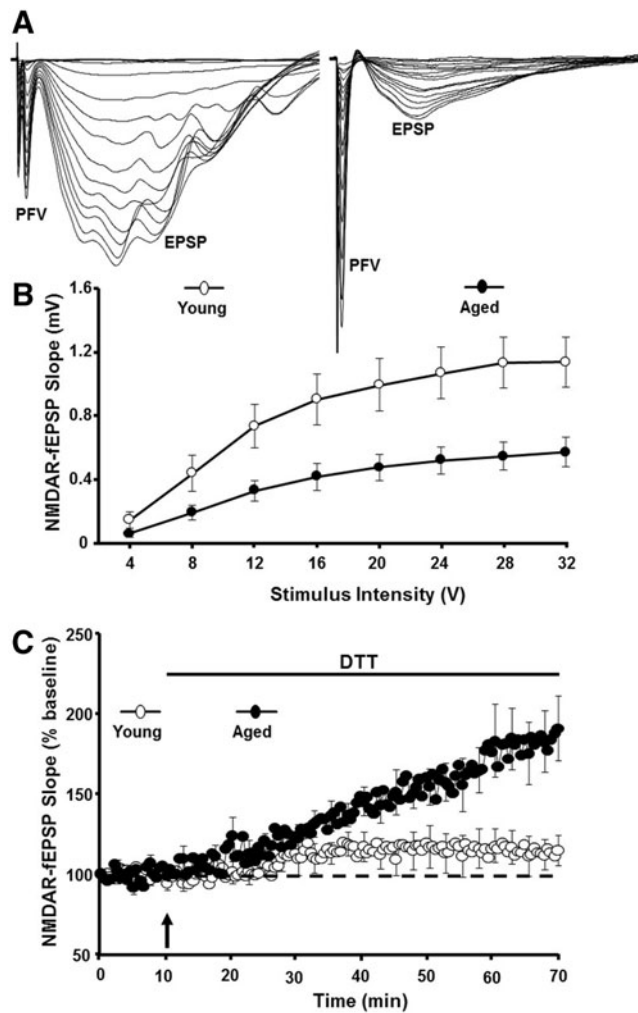 A
PFV
EPSP
EPSP
PFV
B
NMDAR-fEPSP Slope (mV)
1.6
1.2
0.8
0.4
0
Young
Aged
4 8 12 16 20 24 28 32
Stimulus Intensity (V)
C
NMDAR-fEPSP Slope (% baseline)
250
200
150
100
50
DTT
Young
Aged
0 10 20 30 40 50 60 70
Time (min)